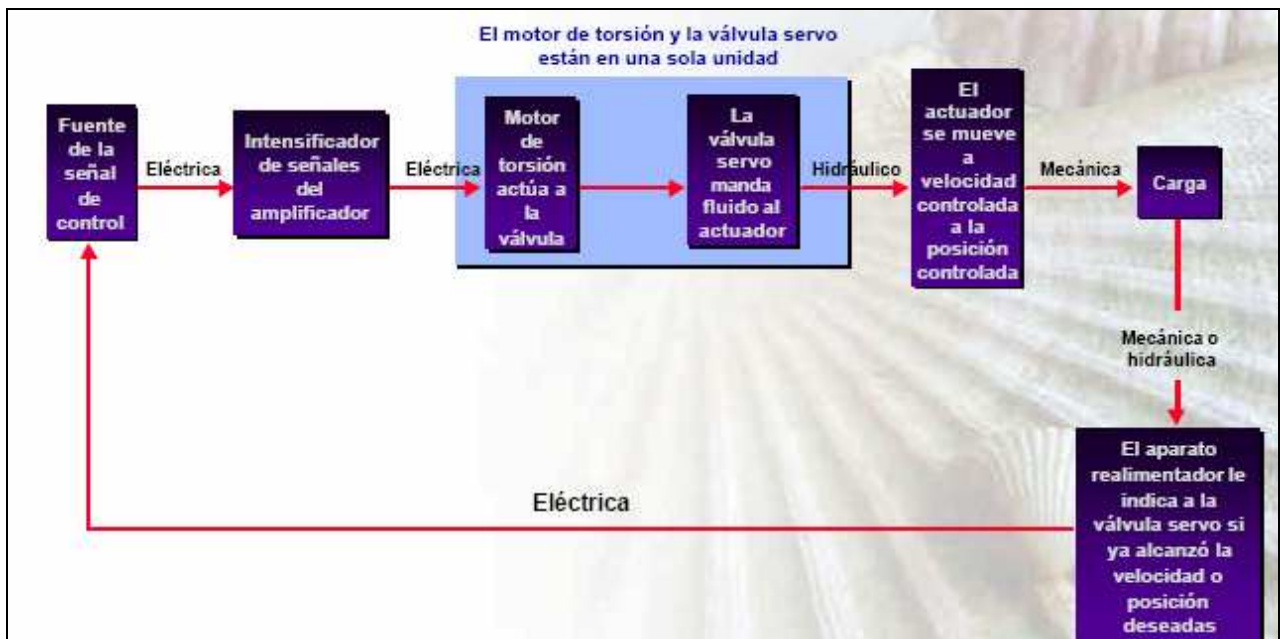 El motor de torsión y la válvula servo
están en una sola unidad
Fuente
de la
señal
de
control
Eléctrica
Intensificador
de señales
del
amplificador
Eléctrica
Motor
de
torsión
actúa a
la
válvula
La
válvula
servo
manda
fluido al
actuador
Hidráulico
El
actuador
se mueve
a
velocidad
controlada
a la
posición
controlada
Mecánica
Carga
Mecánica o
hidráulica
El aparato
realimentador le
indica a la
válvula servo si
ya alcanzó la
velocidad o
posición
deseadas
Eléctrica